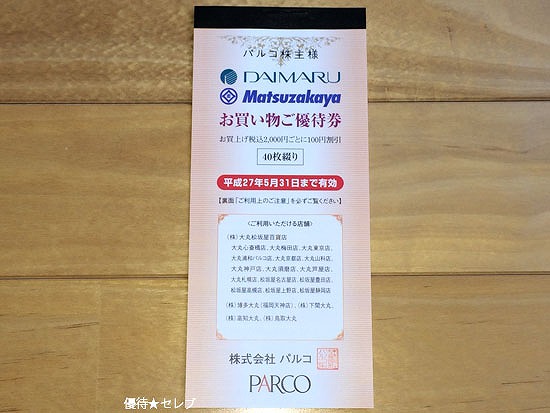 パルコ株主様
DAIMARU
Matsuzakaya
お買い物ご優待券
お買上げ税込2,000円ごとに100円割引
40枚綴り
平成27年5月31日まで有効
【裏面「ご利用上のご注意」を必ずご覧ください】
〈ご利用いただける店舗〉
(株)大丸松坂屋百貨店
大丸心斎橋店、大丸梅田店、大丸東京店、
大丸浦和パルコ店、大丸京都店、大丸山科店、
大丸神戸店、大丸須磨店、大丸芦屋店、
大丸札幌店、松坂屋名古屋店、松坂屋豊田店、
松坂屋高槻店、松坂屋上野店、松坂屋静岡店
(株)博多大丸(福岡天神店)、(株)下関大丸、
(株)高知大丸、(株)鳥取大丸
株式会社 パルコ
PARCO
優待★セレブ